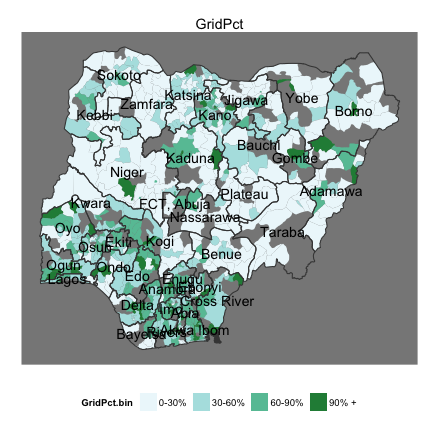 GridPct
Sokoto
Katsina
Jigawa
Yobe
Borno
Zamfara
Kebbi
Kano
Bauchi
Kaduna
Gombe
Niger
Plateau
Adamawa
Kwara
FCT
Abuja
Nassarawa
Oyo
Taraba
Ekiti
Kogi
Osun
Benue
Ogun
Ondo
Edo
Lagos
Enugu
Anambra
Ebonyi
Cross River
Delta
Imo
Abia
Bayelsa
Rivers
Akwa Ibom
GridPct.bin 0-30% 30-60% 60-90% 90% +